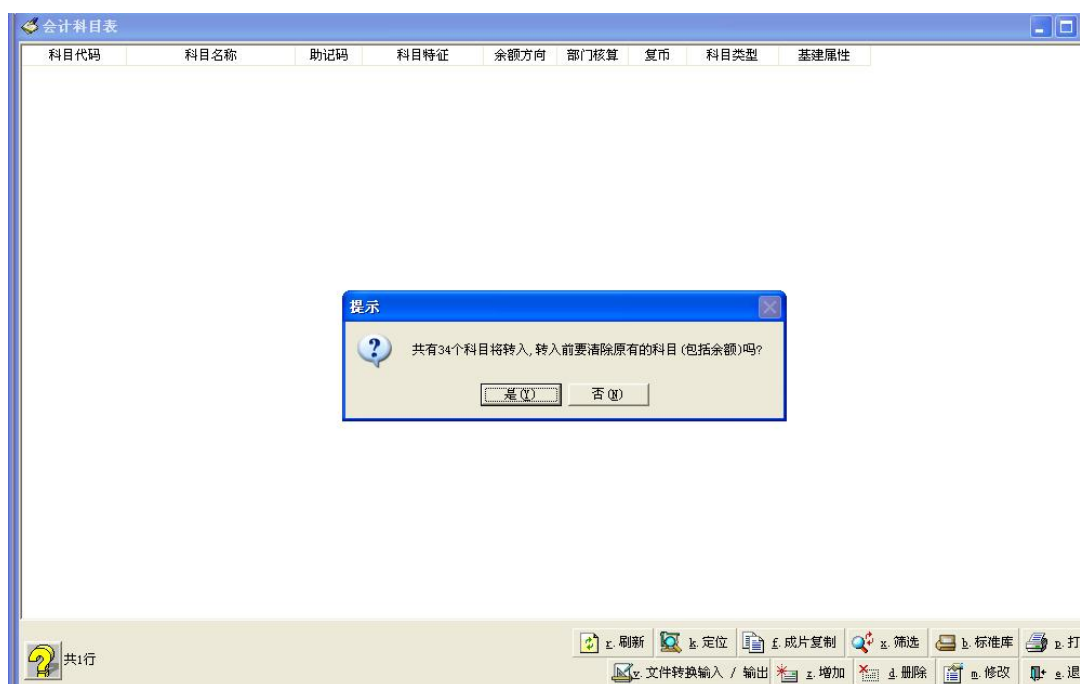 会计科目表
科目代码 科目名称 助记码 科目特征 余额方向 部门核算 复币 科目类型 基建属性
提示
共有34个科目将转入,转入前要清除原有的科目(包括余额)吗?
是(Y) 否(N)
r.刷新 k.定位 f.成片复制 x.筛选 b.标准库 p.打
共1行
v.文件转换输入 / 输出 z.增加 d.删除 m.修改 e.退